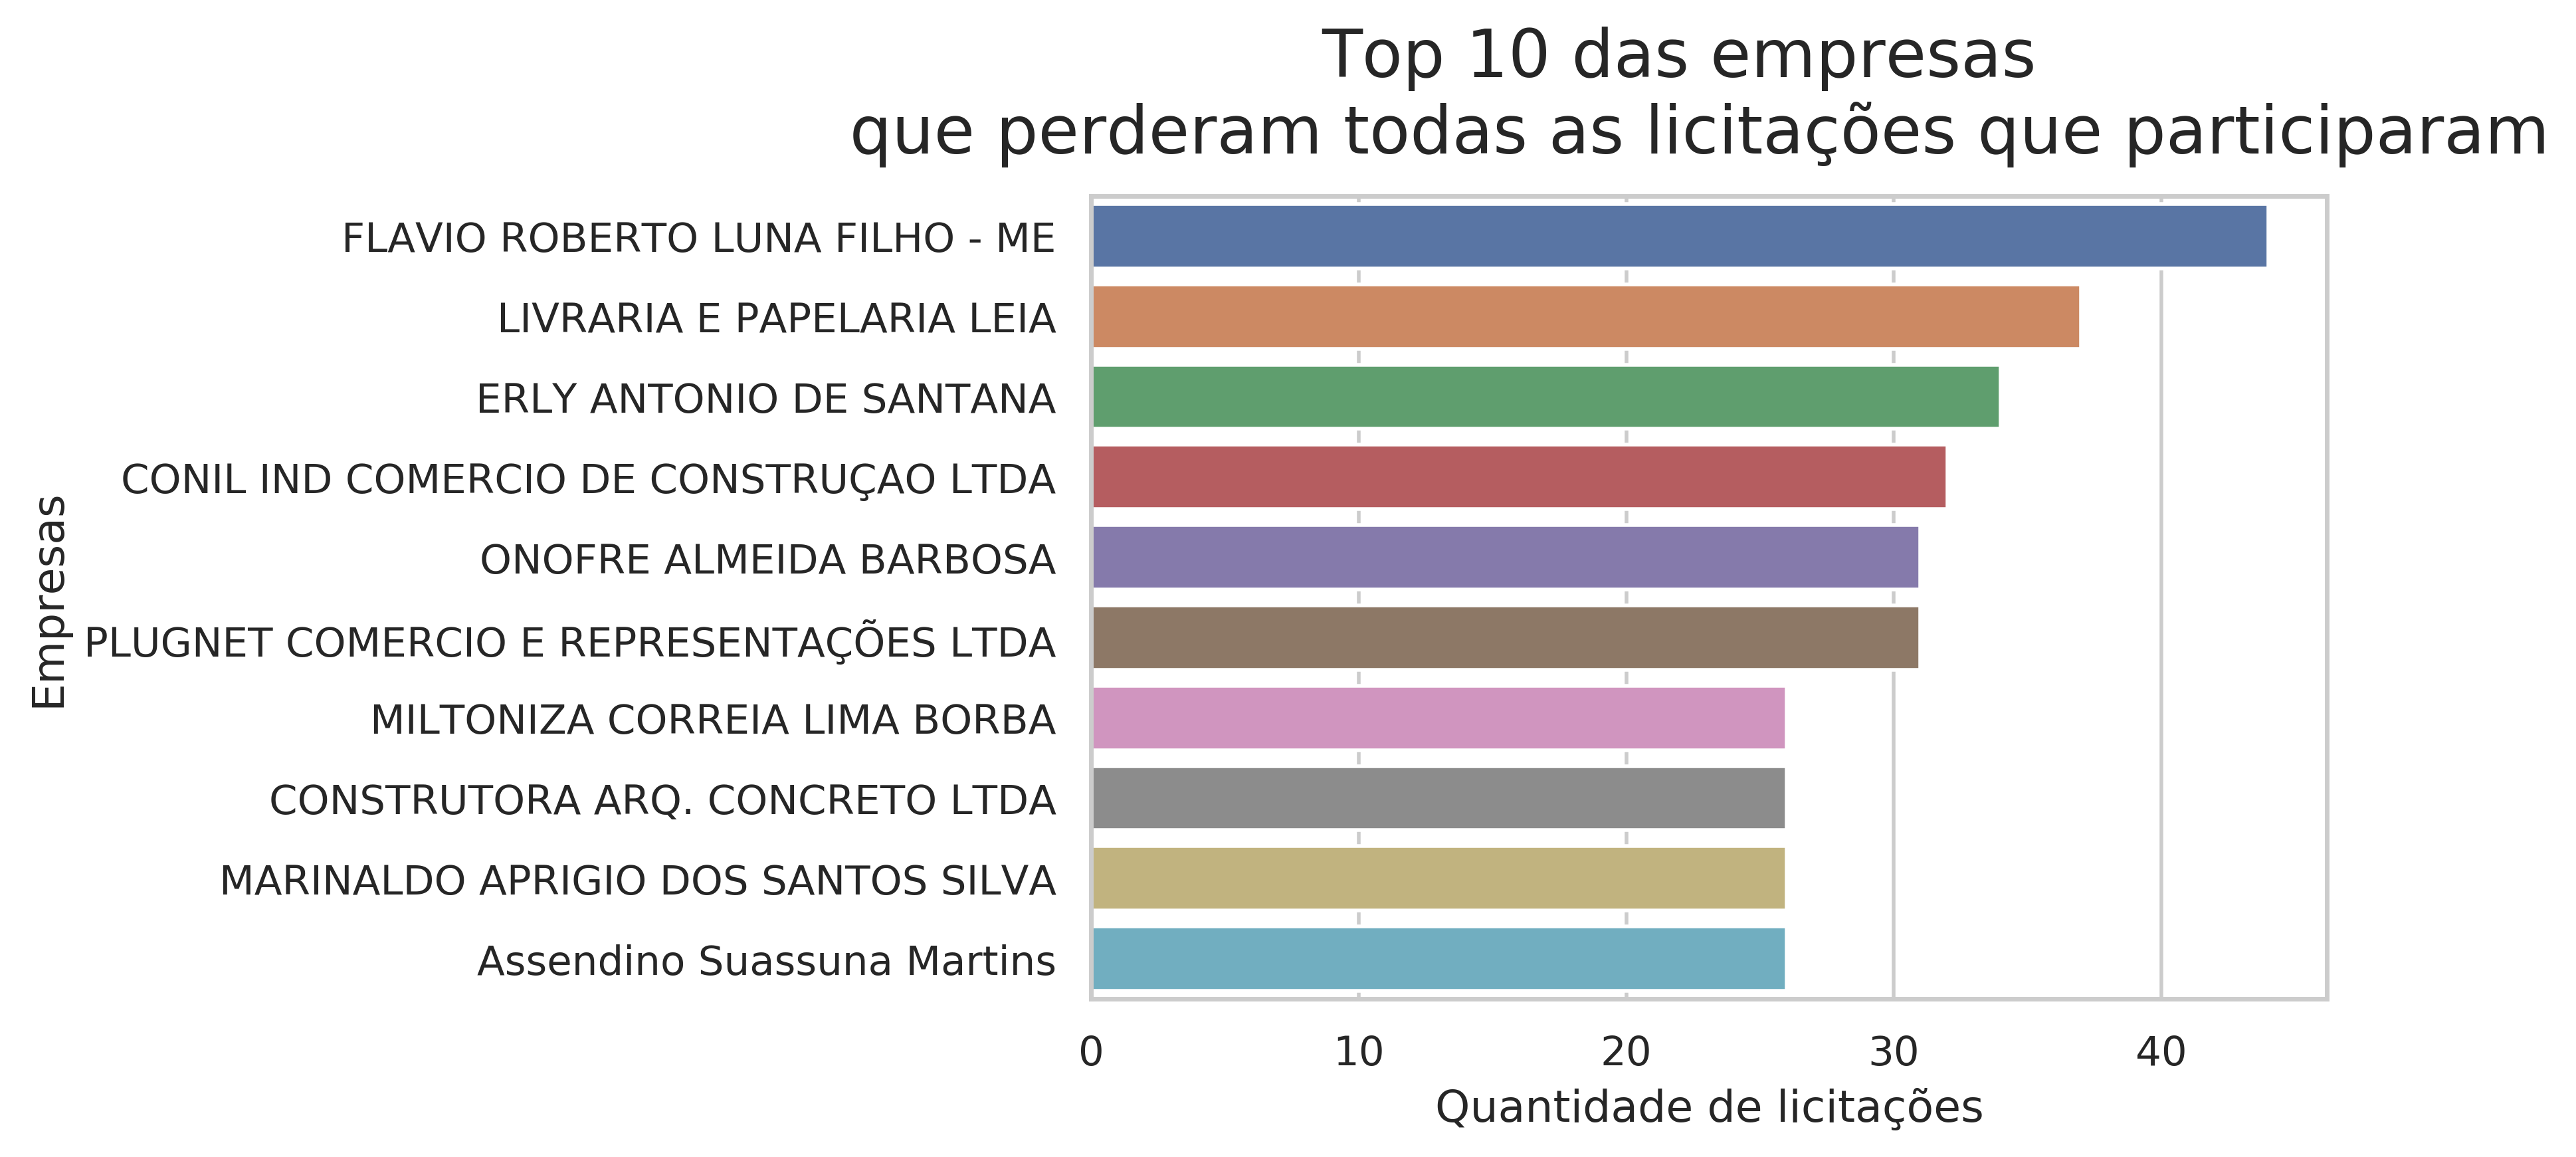 Top 10 das empresas
que perderam todas as licitações que participaram
FLAVIO ROBERTO LUNA FILHO - ME
LIVRARIA E PAPELARIA LEIA
ERLY ANTONIO DE SANTANA
CONIL IND COMERCIO DE CONSTRUÇAO LTDA
ONOFRE ALMEIDA BARBOSA
PLUGNET COMERCIO E REPRESENTAÇÕES LTDA
MILTONIZA CORREIA LIMA BORBA
CONSTRUTORA ARQ. CONCRETO LTDA
MARINALDO APRIGIO DOS SANTOS SILVA
Assendino Suassuna Martins
Empresas
0 10 20 30 40
Quantidade de licitações